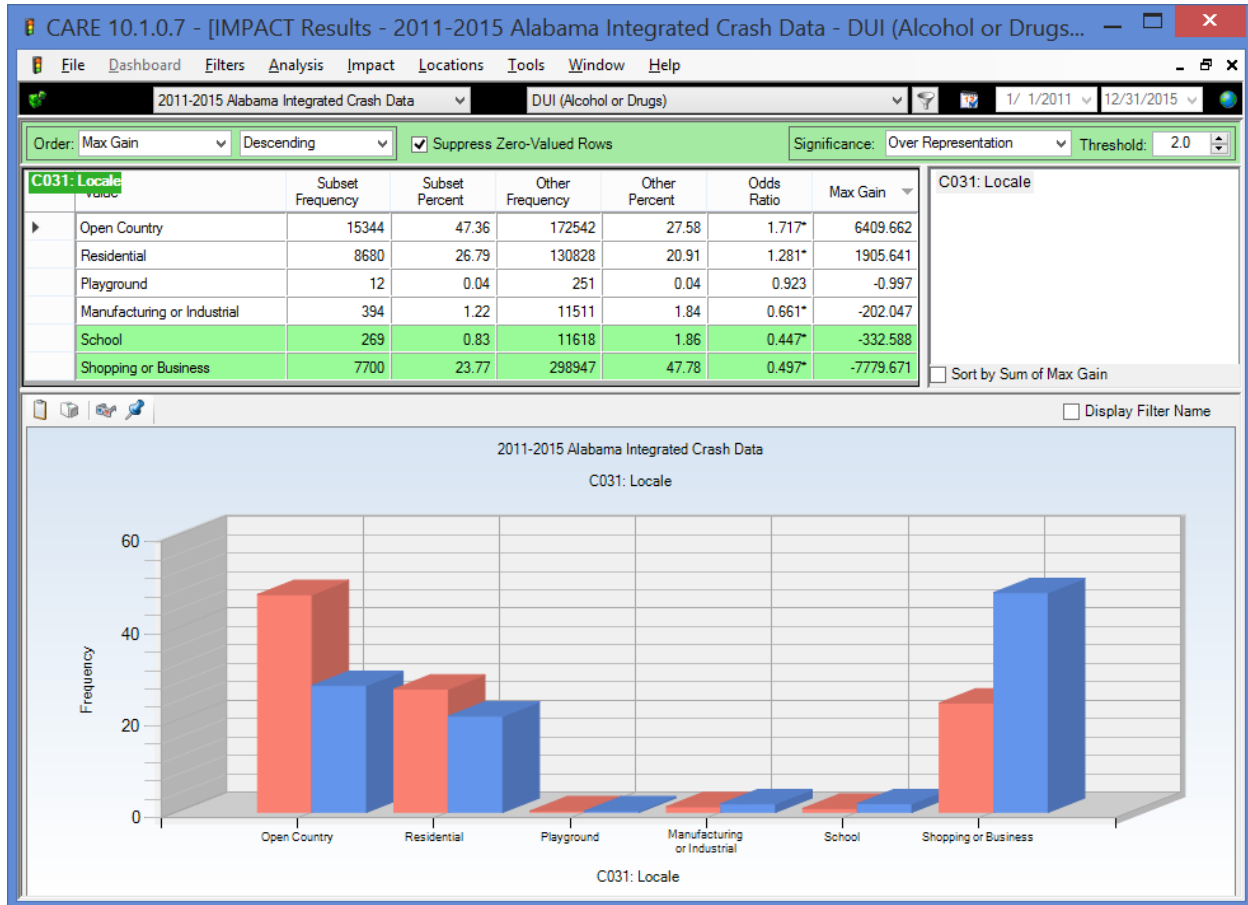 CARE 10.1.0.7 - [IMPACT Results - 2011-2015 Alabama Integrated Crash Data - DUI (Alcohol or Drugs...
File Dashboard Filters Analysis Impact Locations Tools Window Help
2011-2015 Alabama Integrated Crash Data DUI (Alcohol or Drugs) 1/ 1/2011 12/31/2015
Order: Max Gain Descending Suppress Zero-Valued Rows Significance: Over Representation Threshold: 2.0
C031: Locale Subset Frequency Subset Percent Other Frequency Other Percent Odds Ratio Max Gain C031: Locale
Open Country 15344 47.36 172542 27.58 1.717* 6409.662
Residential 8680 26.79 130828 20.91 1.281* 1905.641
Playground 12 0.04 251 0.04 0.923 -0.997
Manufacturing or Industrial 394 1.22 11511 1.84 0.661* -202.047
School 269 0.83 11618 1.86 0.447* -332.588
Shopping or Business 7700 23.77 298947 47.78 0.497* -7779.671
Sort by Sum of Max Gain
Display Filter Name
2011-2015 Alabama Integrated Crash Data
C031: Locale
60
40
20
0
Frequency
Open Country Residential Playground Manufacturing or Industrial School Shopping or Business
C031: Locale